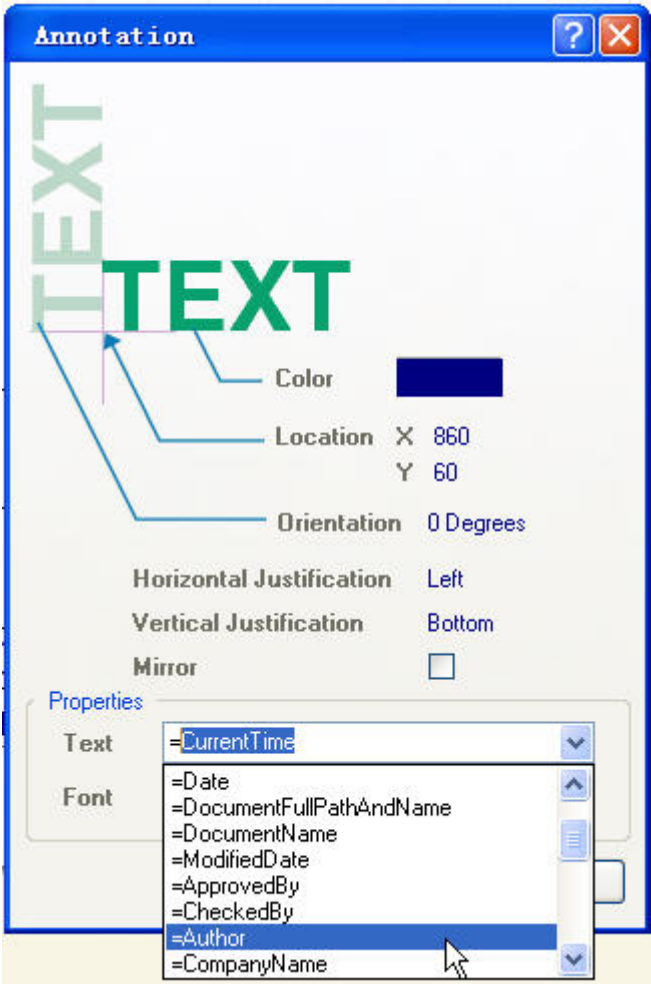 Annotation
TEXT
TEXT
Color
Location X 860
Y 60
Orientation 0 Degrees
Horizontal Justification Left
Vertical Justification Bottom
Mirror
Properties
Text =CurrentTime
Font
=Date
=DocumentFullPathAndName
=DocumentName
=ModifiedDate
=ApprovedBy
=CheckedBy
=Author
=CompanyName